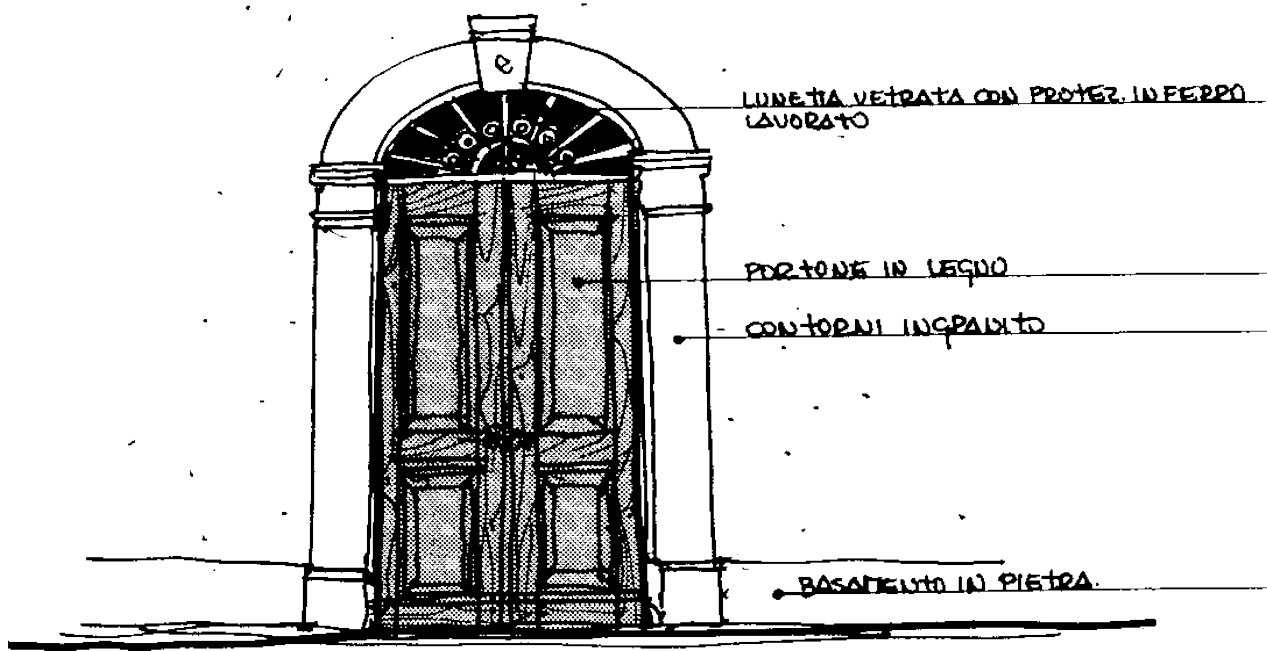 e
LUNETTA VETRATA CON PROTEZ. IN FERRO
LAVORATO
PORTONE IN LEGNO
CONTORNI IN GRANITO
BASAMENTO IN PIETRA.